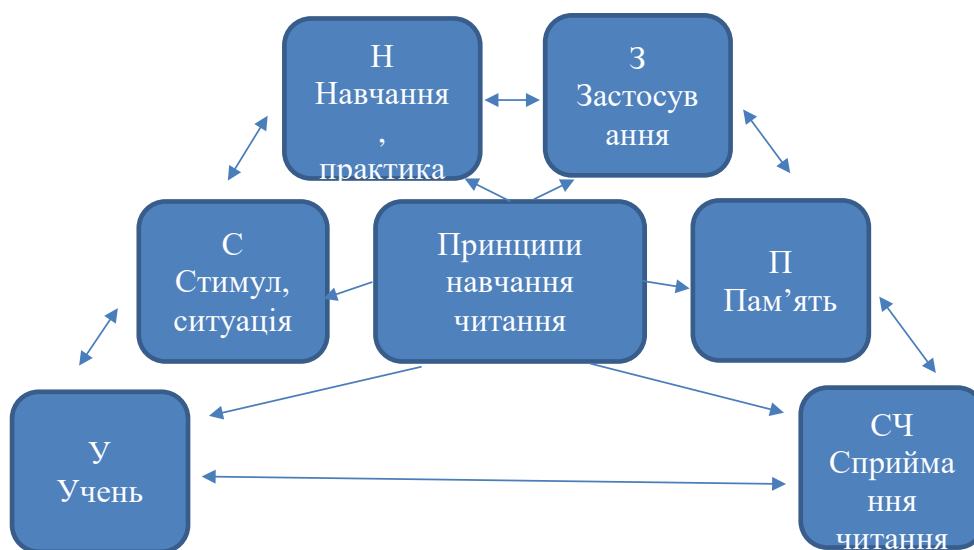 Н
Навчання
,
практика
З
Застосув
ання
С
Стимул,
ситуація
Принципи
навчання
читання
П
Пам’ять
У
Учень
СЧ
Сприйма
ння
читання